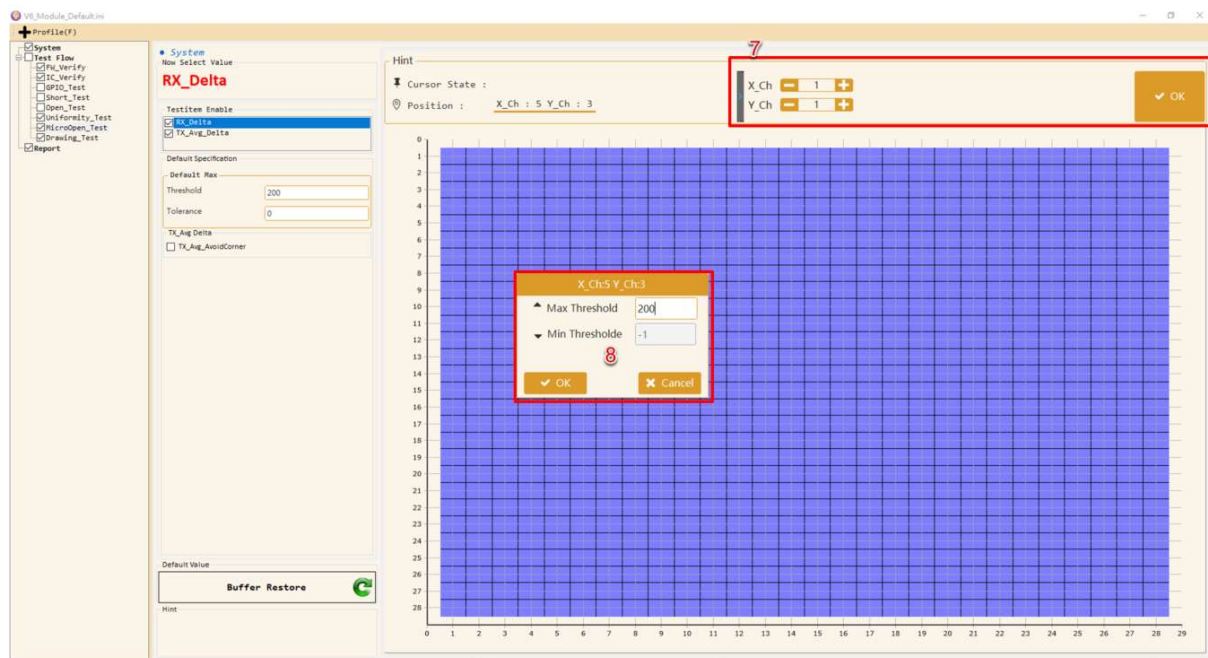 V6_Module_Default.ini
Profile(F)
System
Test Flow
FW_Verify
IC_Verify
GPIO_Test
Short_Test
Open_Test
Uniformity_Test
MicroOpen_Test
Drawing_Test
Report
System
Now Select Value
RX_Delta
TestItem Enable
RX_Delta
TX_Avg_Delta
Default Specification
Default Max
Threshold 200
Tolerance 0
TX_Avg Delta
TX_Avg_AvoidCorner
Default Value
Buffer Restore
Hint
Hint
Cursor State :
Position : X_Ch : 5 Y_Ch : 3
7
X_Ch 1
Y_Ch 1
OK
0
1
2
3
4
5
6
7
8
9
10
11
12
13
14
15
16
17
18
19
20
21
22
23
24
25
26
27
28
X_Ch:5 Y_Ch:3
Max Threshold 200
Min Thresholde -1
8
OK Cancel
0 1 2 3 4 5 6 7 8 9 10 11 12 13 14 15 16 17 18 19 20 21 22 23 24 25 26 27 28 29